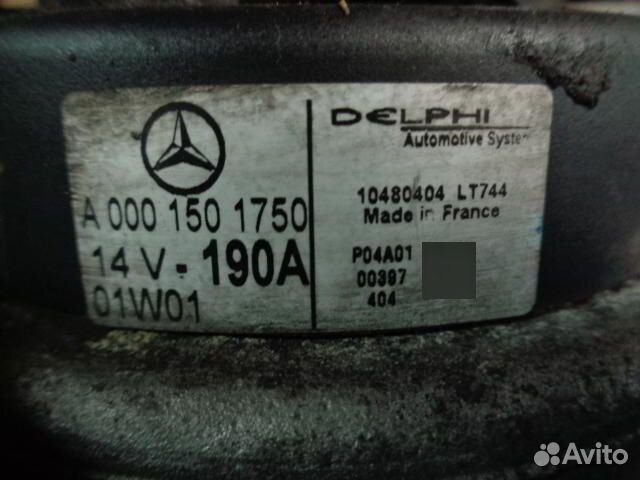 A 000 150 1750
14 V - 190A
01W01
DELPHI
Automotive System
10480404 LT744
Made in France
P04A01
00397
404
Avito